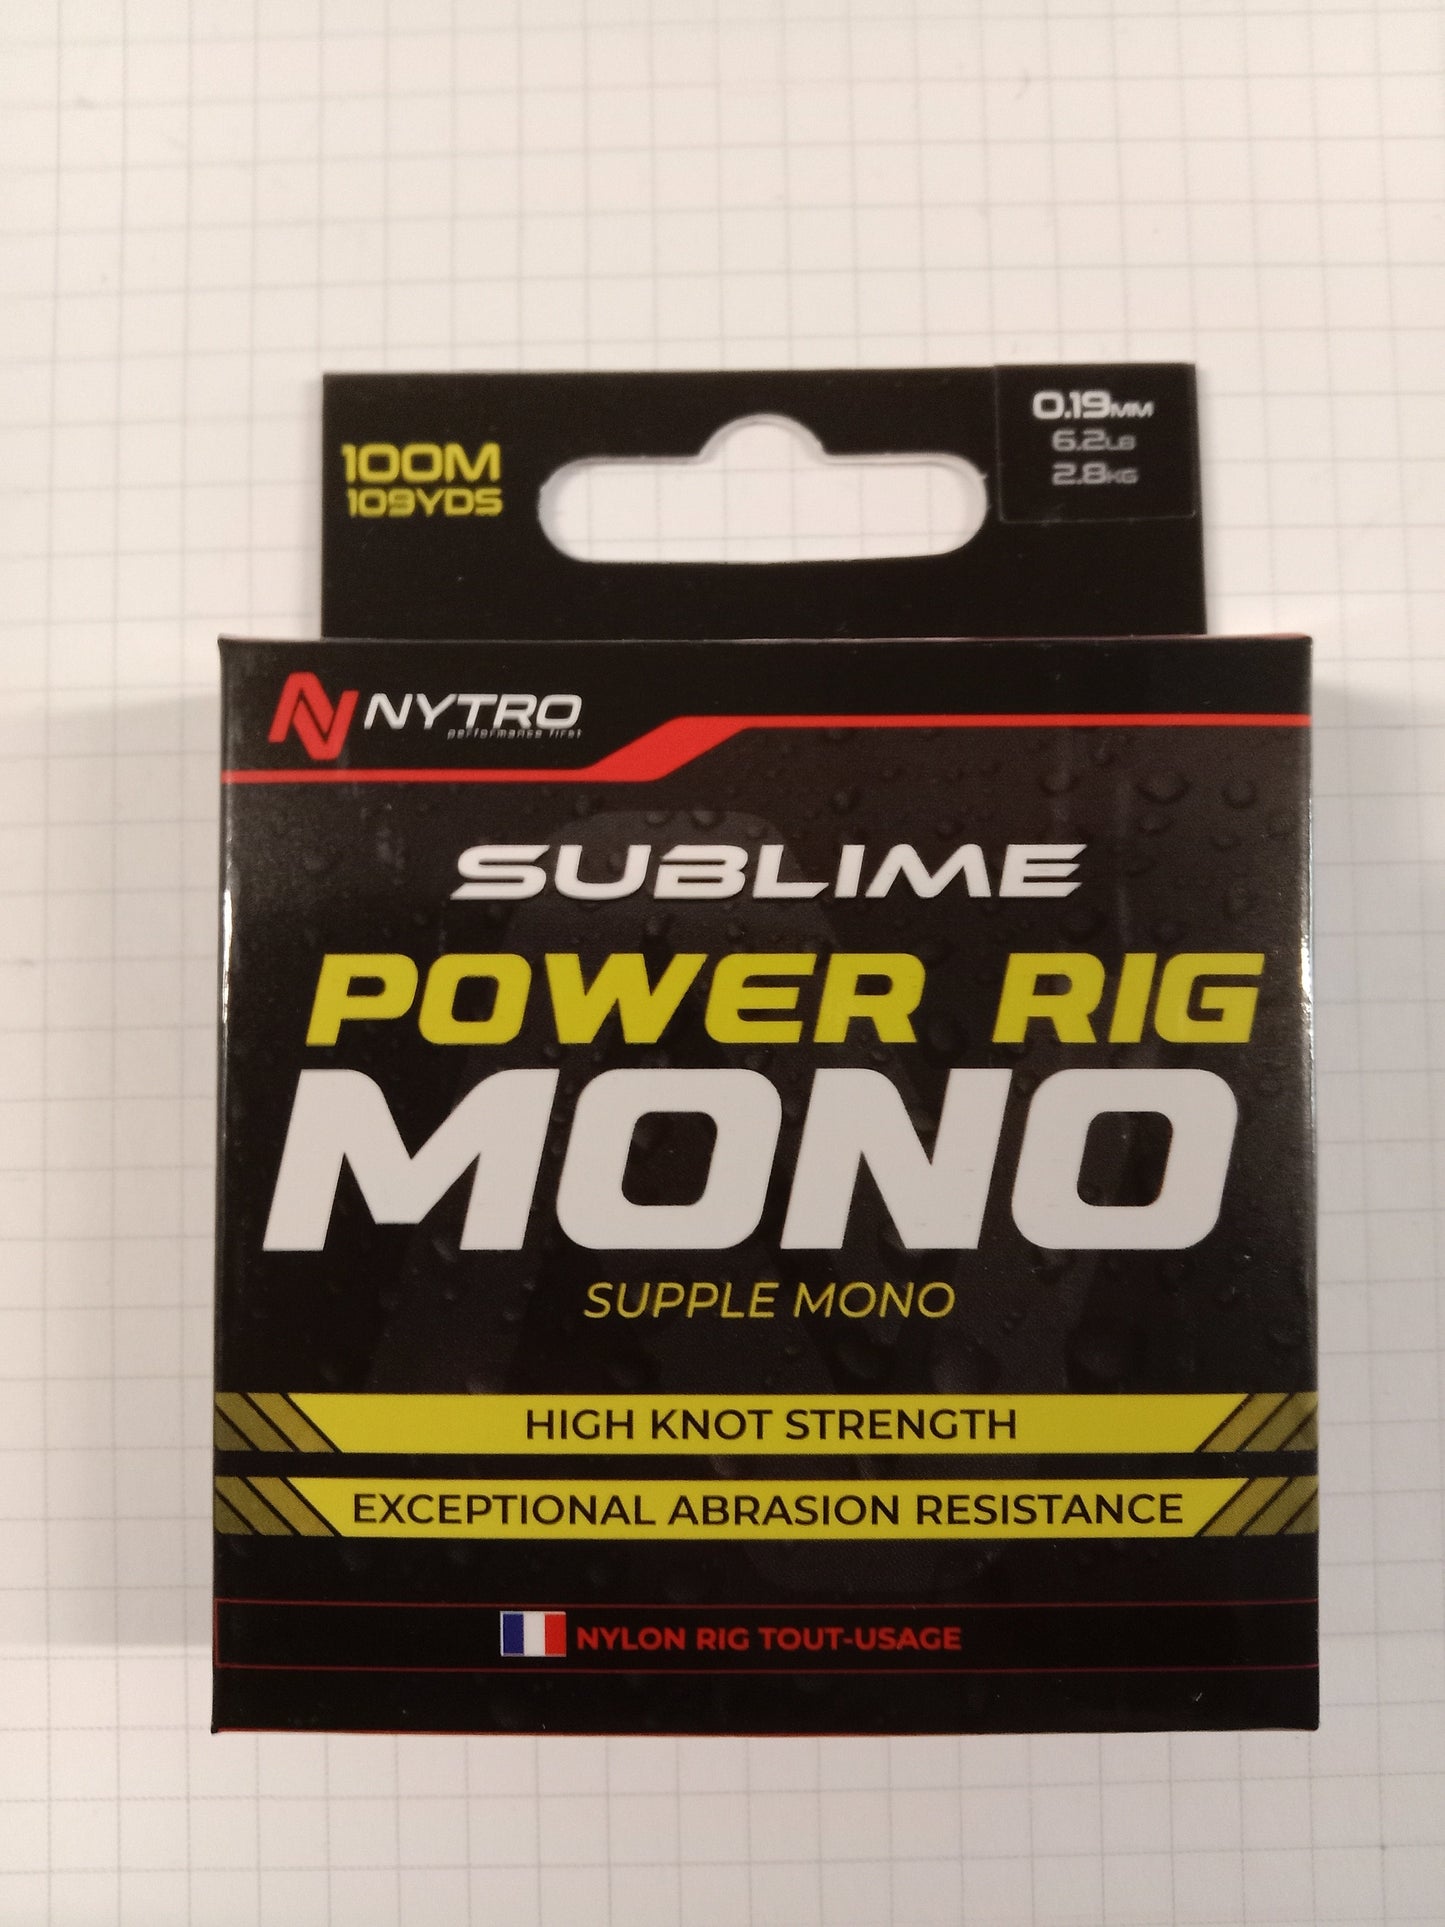 100M
109YDS
0.19MM
6.2LB
2.8KG
NYTRO
performance first
SUBLIME
POWER RIG
MONO
SUPPLE MONO
HIGH KNOT STRENGTH
EXCEPTIONAL ABRASION RESISTANCE
NYLON RIG TOUT-USAGE